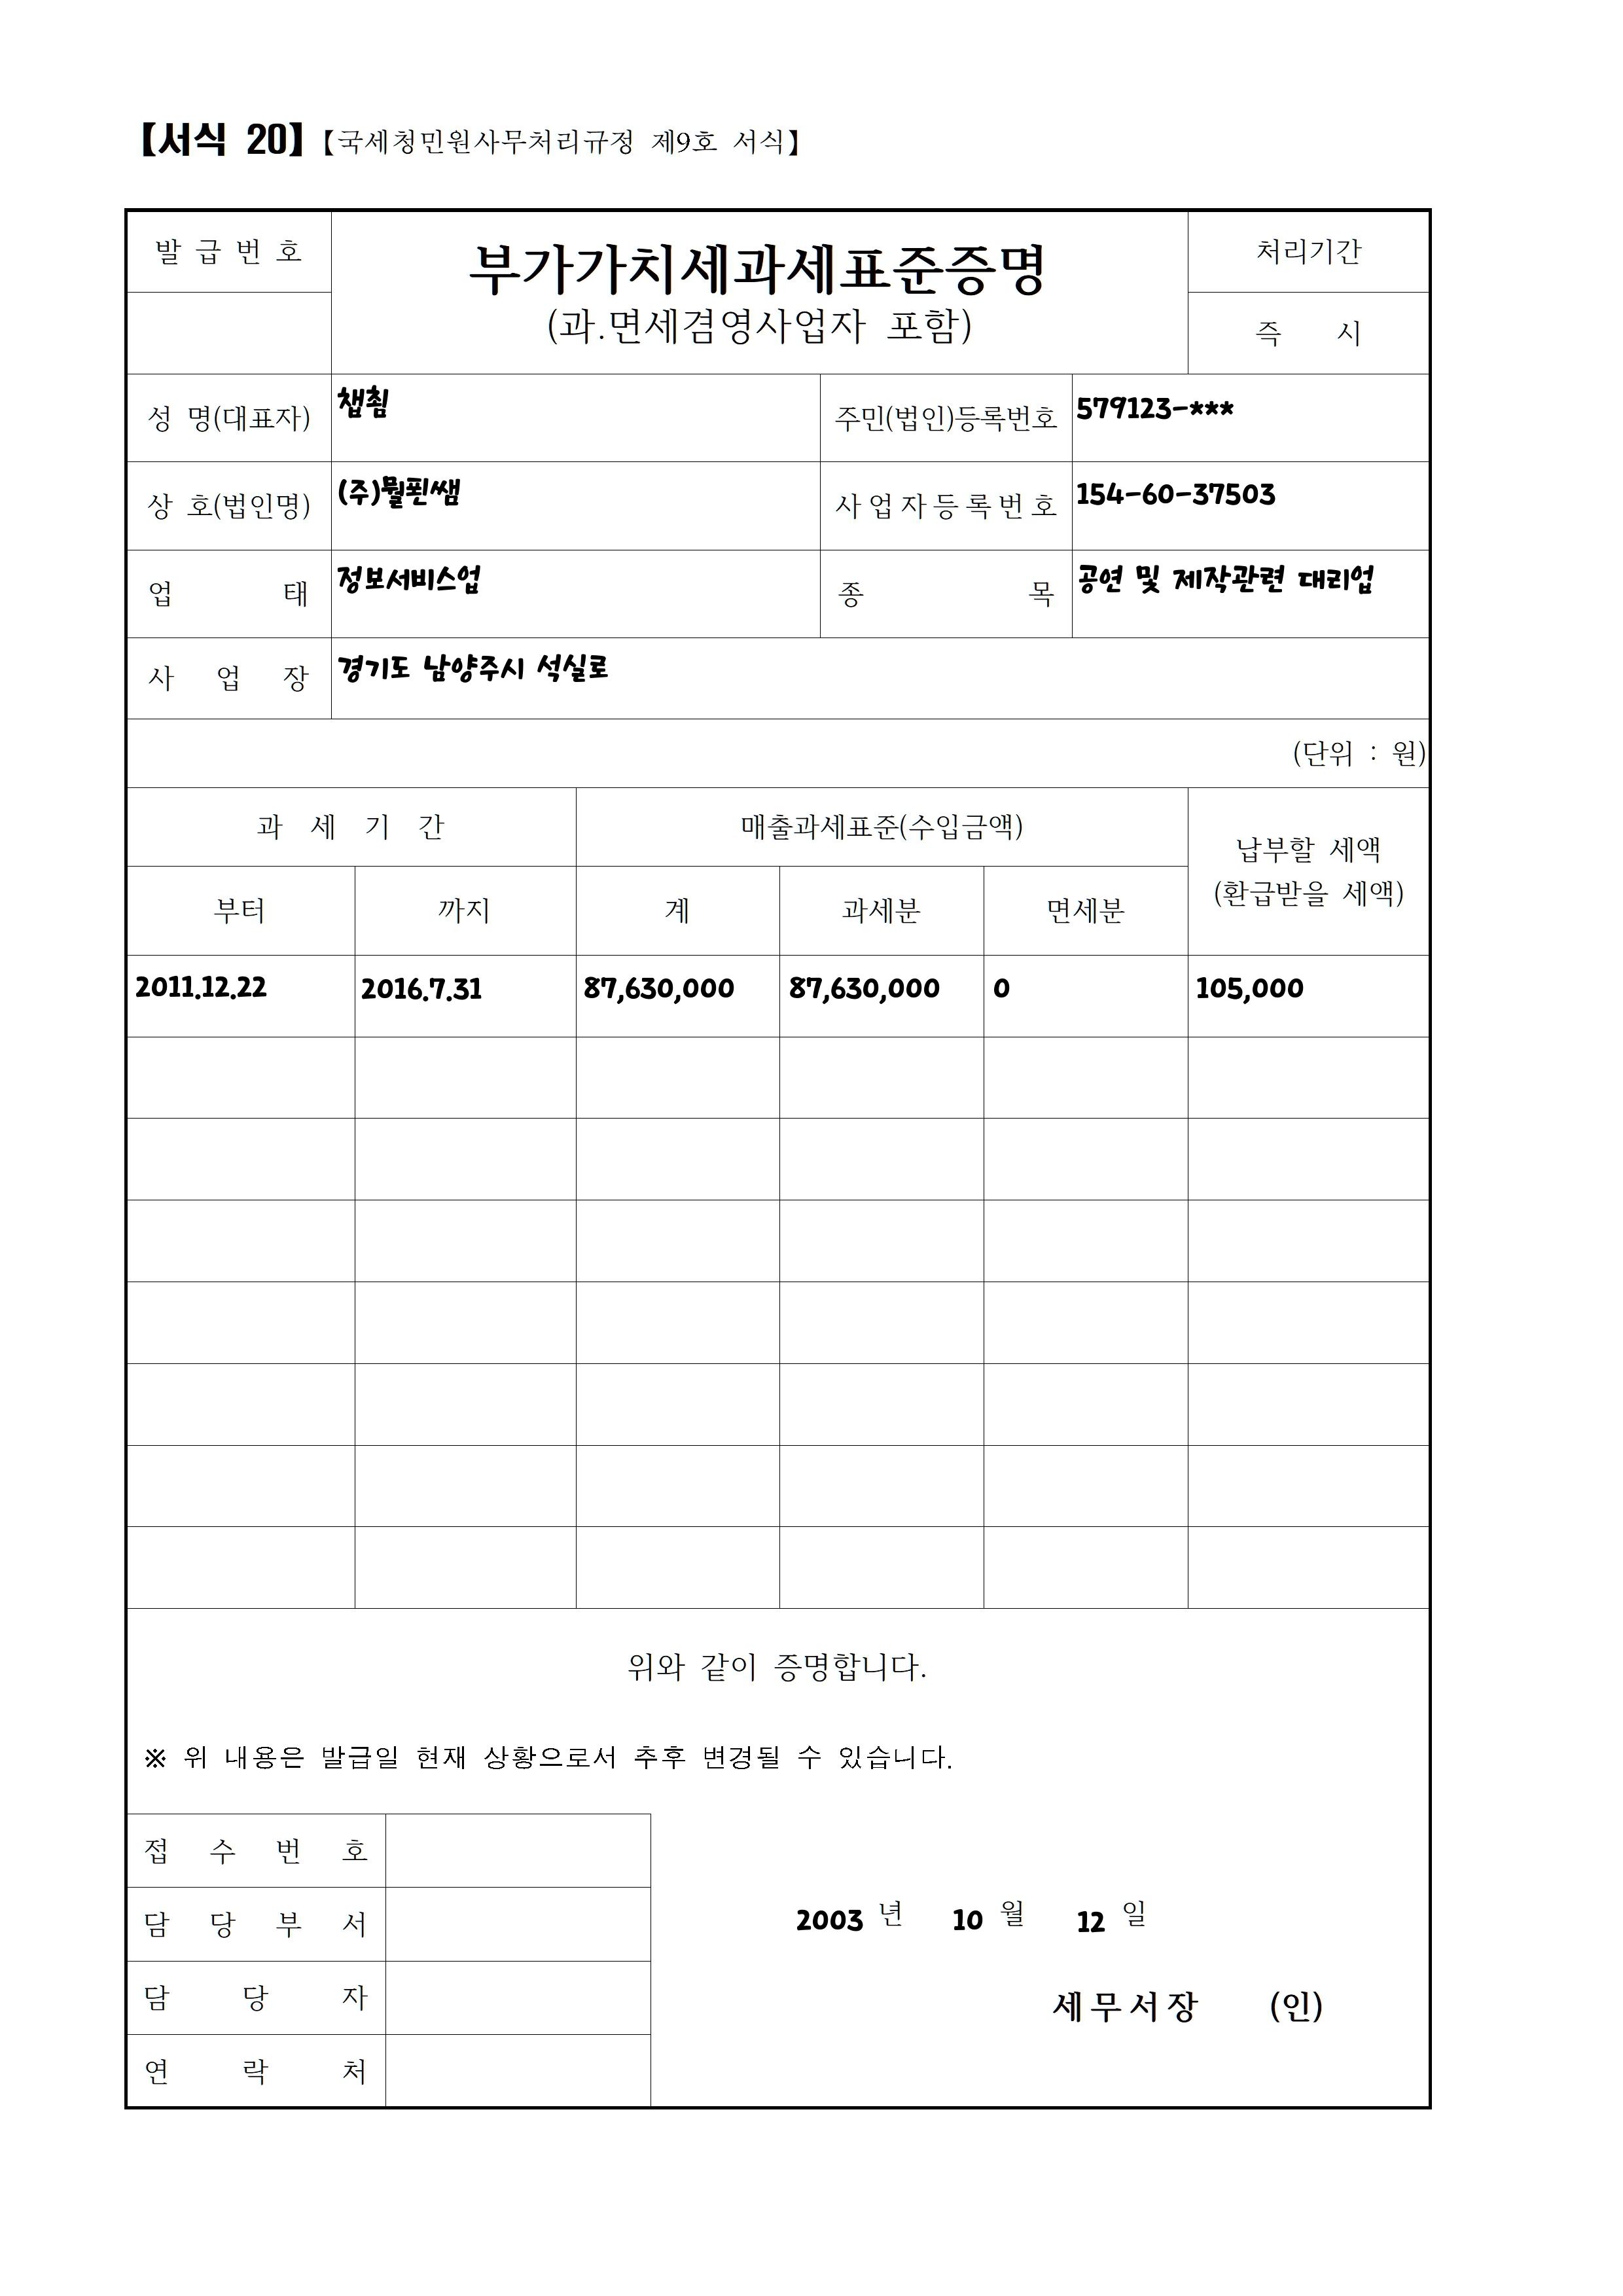 【서식 20】【국세청민원사무처리규정 제9호 서식】
발 급 번 호
부가가치세과세표준증명
(과.면세겸영사업자 포함)
처리기간
즉 시
성 명(대표자) 챕쵬 주민(법인)등록번호 579123-***
상 호(법인명) (주)뭘푄쌤 사업자등록번호 154-60-37503
업 태 정보서비스업 종 목 공연 및 제작관련 대리업
사 업 장 경기도 남양주시 석실로
(단위 : 원)
과 세 기 간 매출과세표준(수입금액) 납부할 세액
(환급받을 세액)
부터 까지 계 과세분 면세분
2011.12.22 2016.7.31 87,630,000 87,630,000 0 105,000
위와 같이 증명합니다.
※ 위 내용은 발급일 현재 상황으로서 추후 변경될 수 있습니다.
접 수 번 호
담 당 부 서
담 당 자
연 락 처
2003 년 10 월 12 일
세무서장 (인)